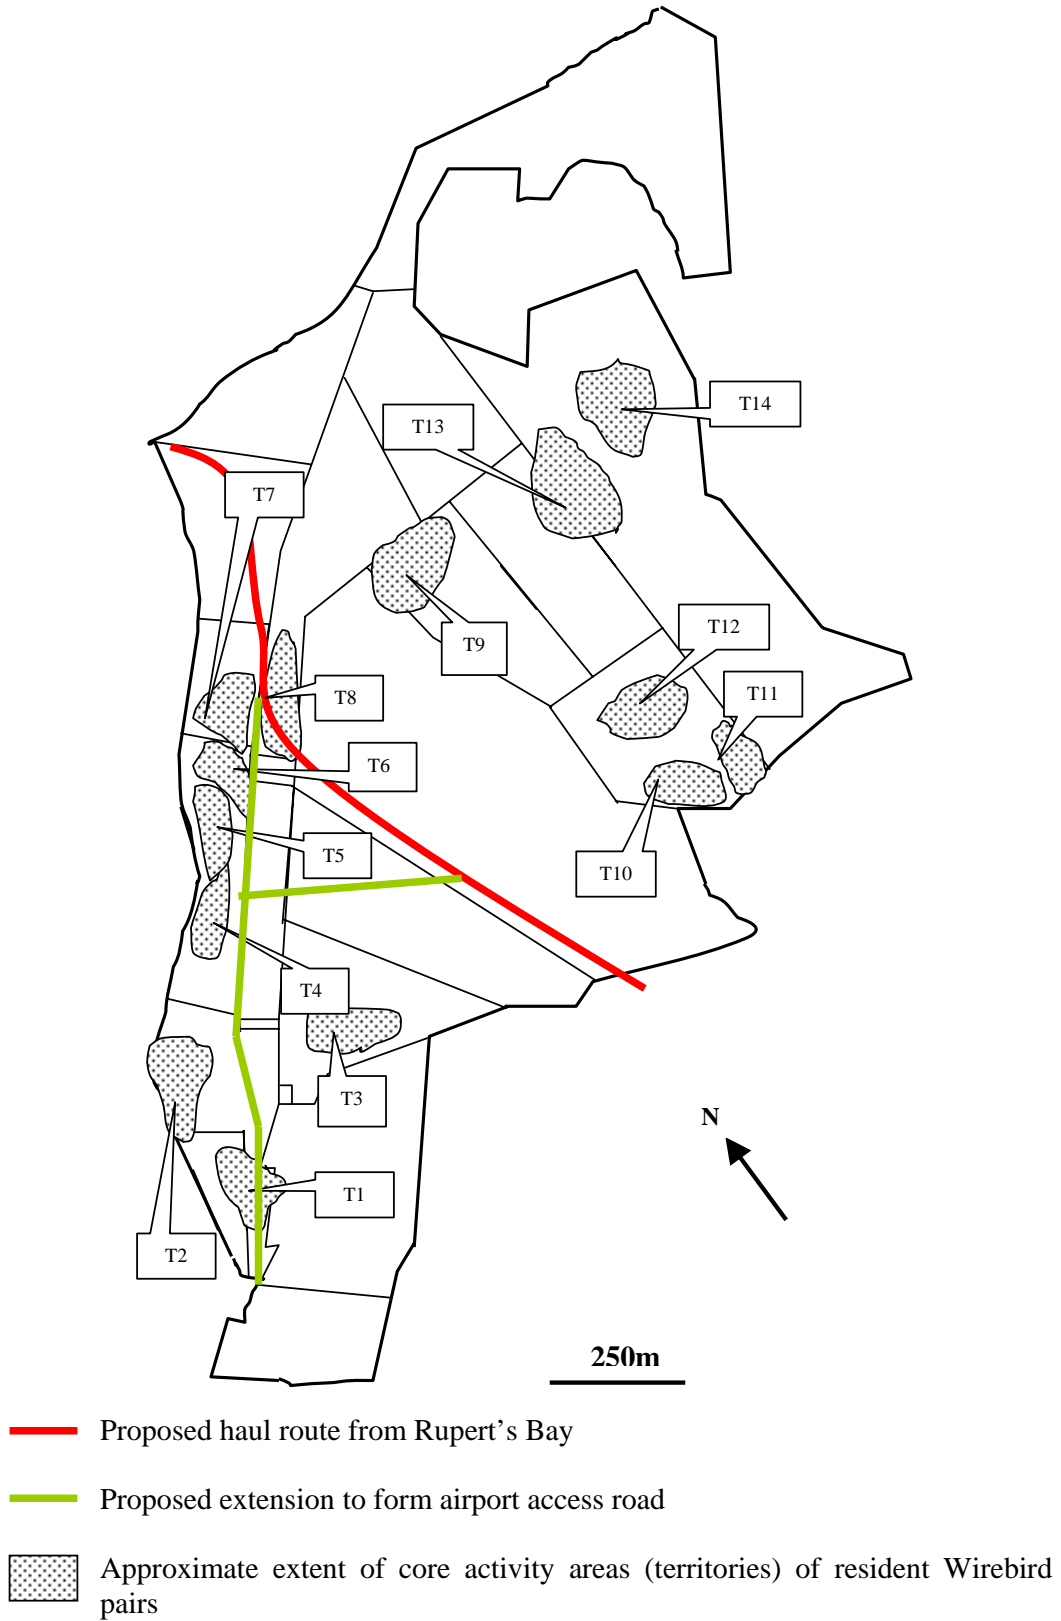 T14
T13
T7
T9
T12
T8
T11
T6
T5
T10
T4
T3
N
T1
T2
250m
Proposed haul route from Rupert’s Bay
Proposed extension to form airport access road
Approximate extent of core activity areas (territories) of resident Wirebird
pairs